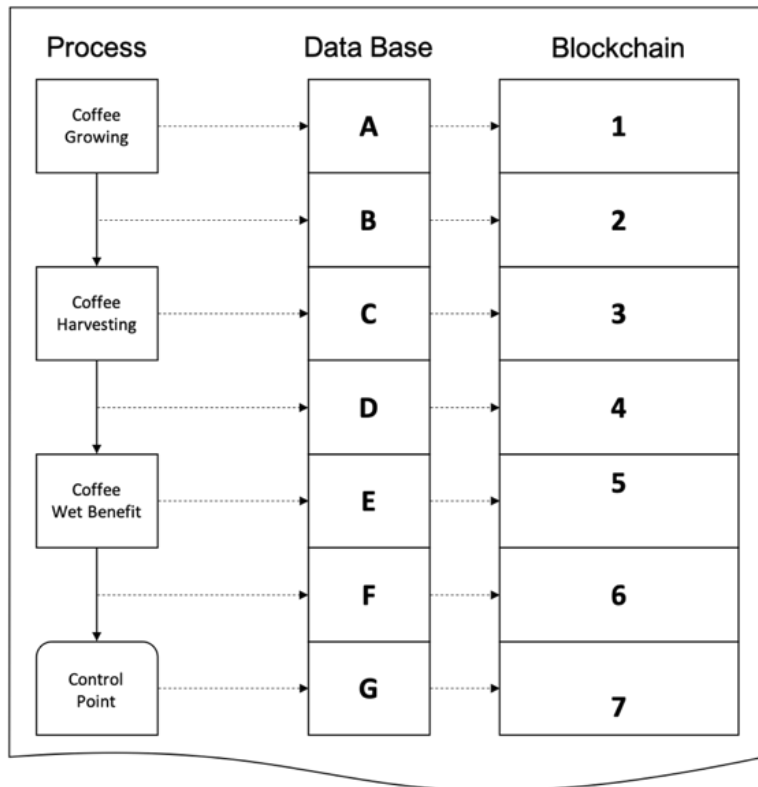 Process
Data Base
Blockchain
Coffee
Growing
A
1
B
2
Coffee
Harvesting
C
3
D
4
Coffee
Wet Benefit
E
5
F
6
Control
Point
G
7